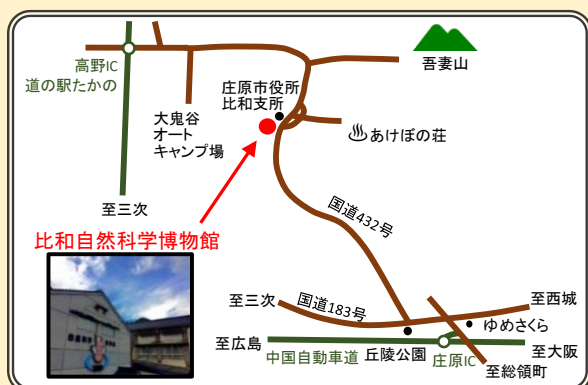 高野IC
道の駅たかの
吾妻山
庄原市役所
比和支所
大鬼谷
オート
キャンプ場
♨あけぼの荘
至三次
比和自然科学博物館
国道432号
至三次
国道183号
至西城
ゆめさくら
至広島
中国自動車道
丘陵公園
庄原IC
至大阪
至総領町